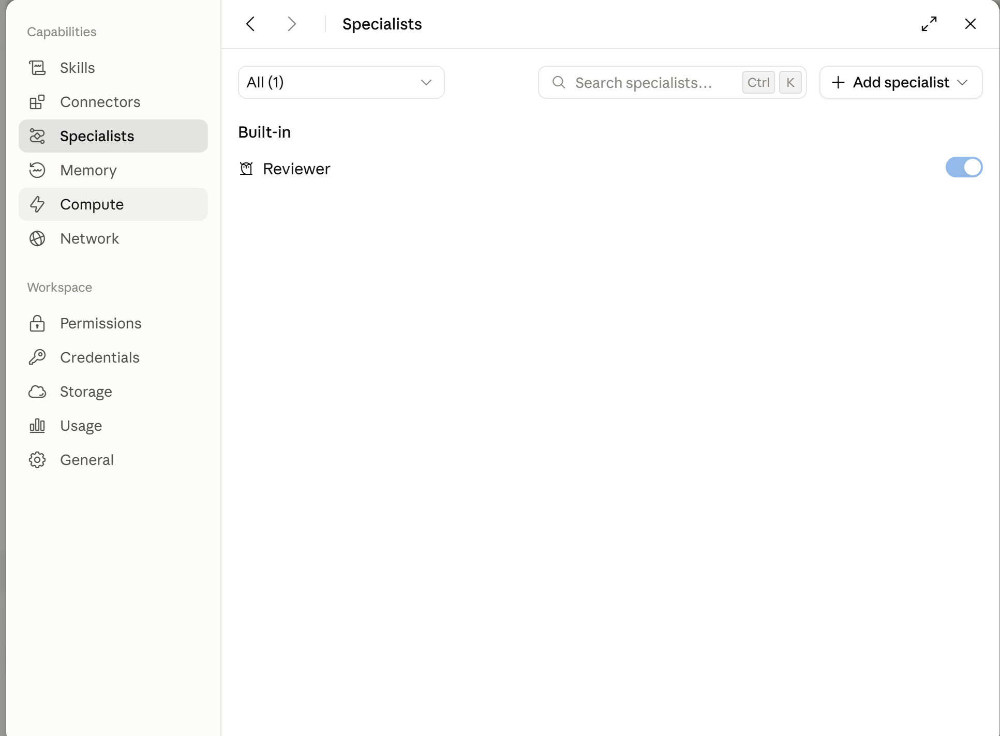 Capabilities
Skills
Connectors
Specialists
Memory
Compute
Network
Workspace
Permissions
Credentials
Storage
Usage
General
Specialists
All (1)
Search specialists... Ctrl K
Add specialist
Built-in
Reviewer